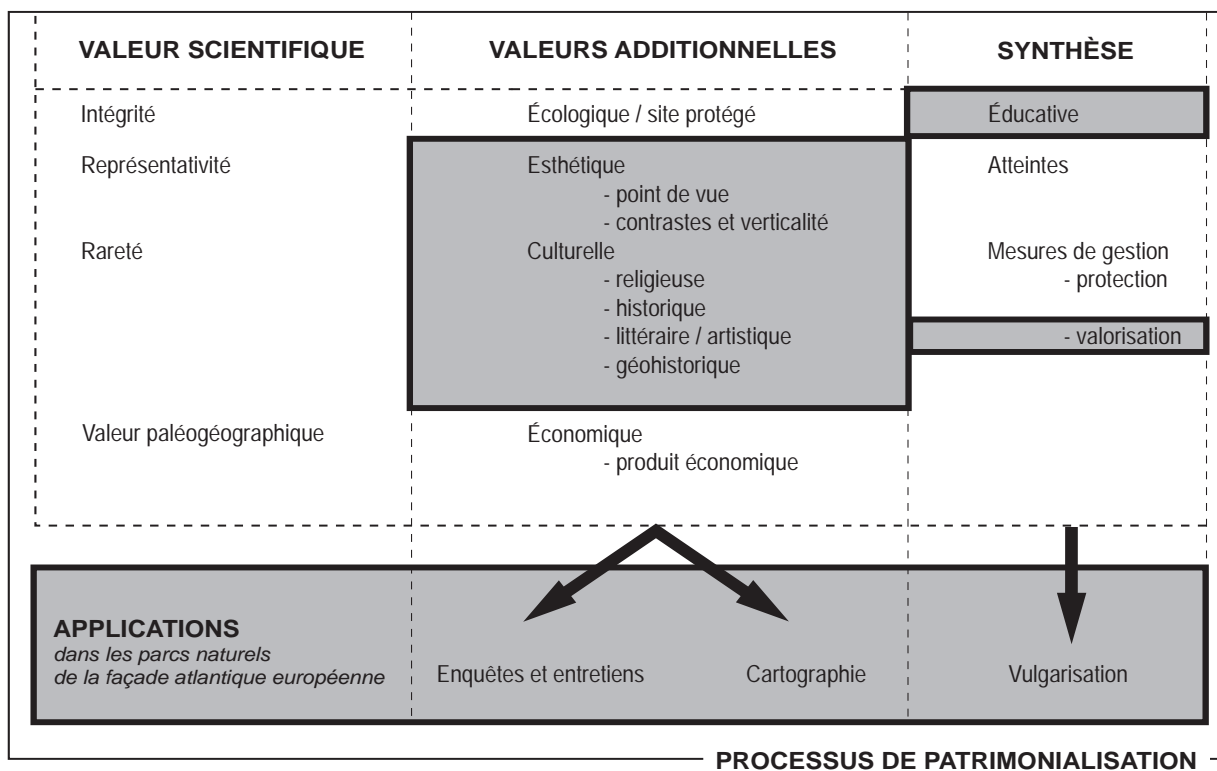 VALEUR SCIENTIFIQUE
Intégrité
Représentativité
Rareté
Valeur paléogéographique
VALEURS ADDITIONNELLES
Écologique / site protégé
Esthétique
- point de vue
- contrastes et verticalité
Culturelle
- religieuse
- historique
- littéraire / artistique
- géohistorique
Économique
- produit économique
SYNTHÈSE
Éducative
Atteintes
Mesures de gestion
- protection
- valorisation
APPLICATIONS
dans les parcs naturels
de la façade atlantique européenne
Enquêtes et entretiens
Cartographie
Vulgarisation
PROCESSUS DE PATRIMONIALISATION